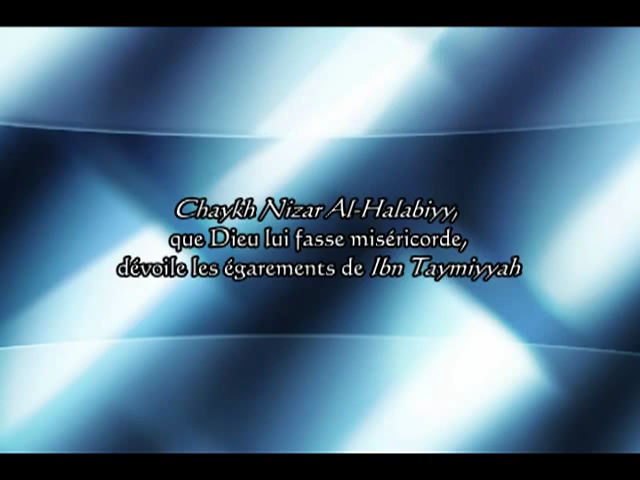 Chaykh Nizar Al-Halabiyy,
que Dieu lui fasse miséricorde,
dévoile les égarements de Ibn Taymiyyah